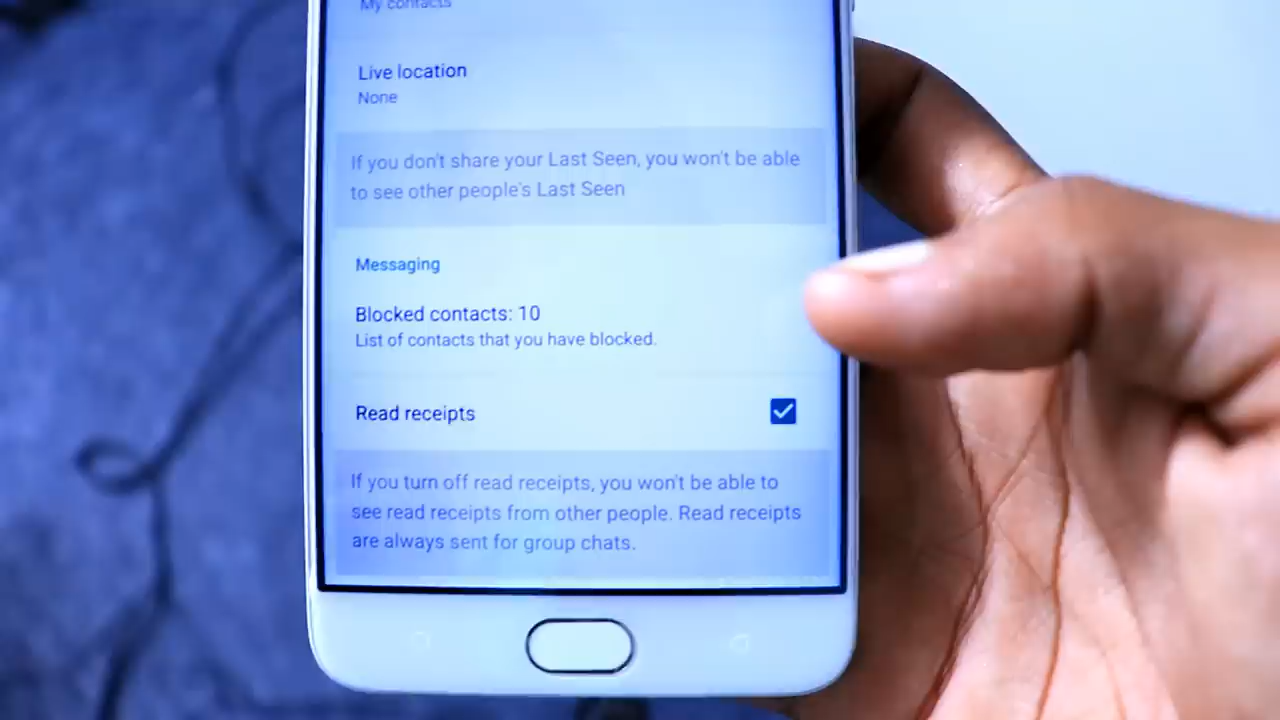 My contacts
Live location
None
If you don't share your Last Seen, you won't be able
to see other people's Last Seen
Messaging
Blocked contacts: 10
List of contacts that you have blocked.
Read receipts
If you turn off read receipts, you won't be able to
see read receipts from other people. Read receipts
are always sent for group chats.